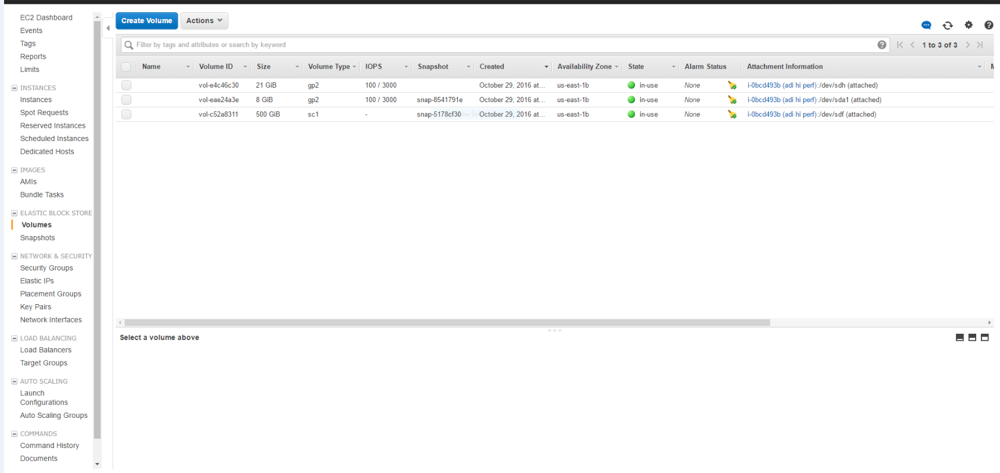 EC2 Dashboard
Events
Tags
Reports
Limits
INSTANCES
Instances
Spot Requests
Reserved Instances
Scheduled Instances
Dedicated Hosts
IMAGES
AMIs
Bundle Tasks
ELASTIC BLOCK STORE
Volumes
Snapshots
NETWORK & SECURITY
Security Groups
Elastic IPs
Placement Groups
Key Pairs
Network Interfaces
LOAD BALANCING
Load Balancers
Target Groups
AUTO SCALING
Launch
Configurations
Auto Scaling Groups
COMMANDS
Command History
Documents
Create Volume Actions
Filter by tags and attributes or search by keyword 1 to 3 of 3
Name Volume ID Size Volume Type IOPS Snapshot Created Availability Zone State Alarm Status Attachment Information
vol-e4c46c30 21 GiB gp2 100 / 3000 October 29, 2016 at... us-east-1b in-use None i-0bcd493b (adi hi perf):/dev/sdh (attached)
vol-eae24a3e 8 GiB gp2 100 / 3000 snap-8541791e October 29, 2016 at... us-east-1b in-use None i-0bcd493b (adi hi perf):/dev/sda1 (attached)
vol-c52a8311 500 GiB sc1 - snap-5178cf30 October 29, 2016 at... us-east-1b in-use None i-0bcd493b (adi hi perf):/dev/sdf (attached)
Select a volume above